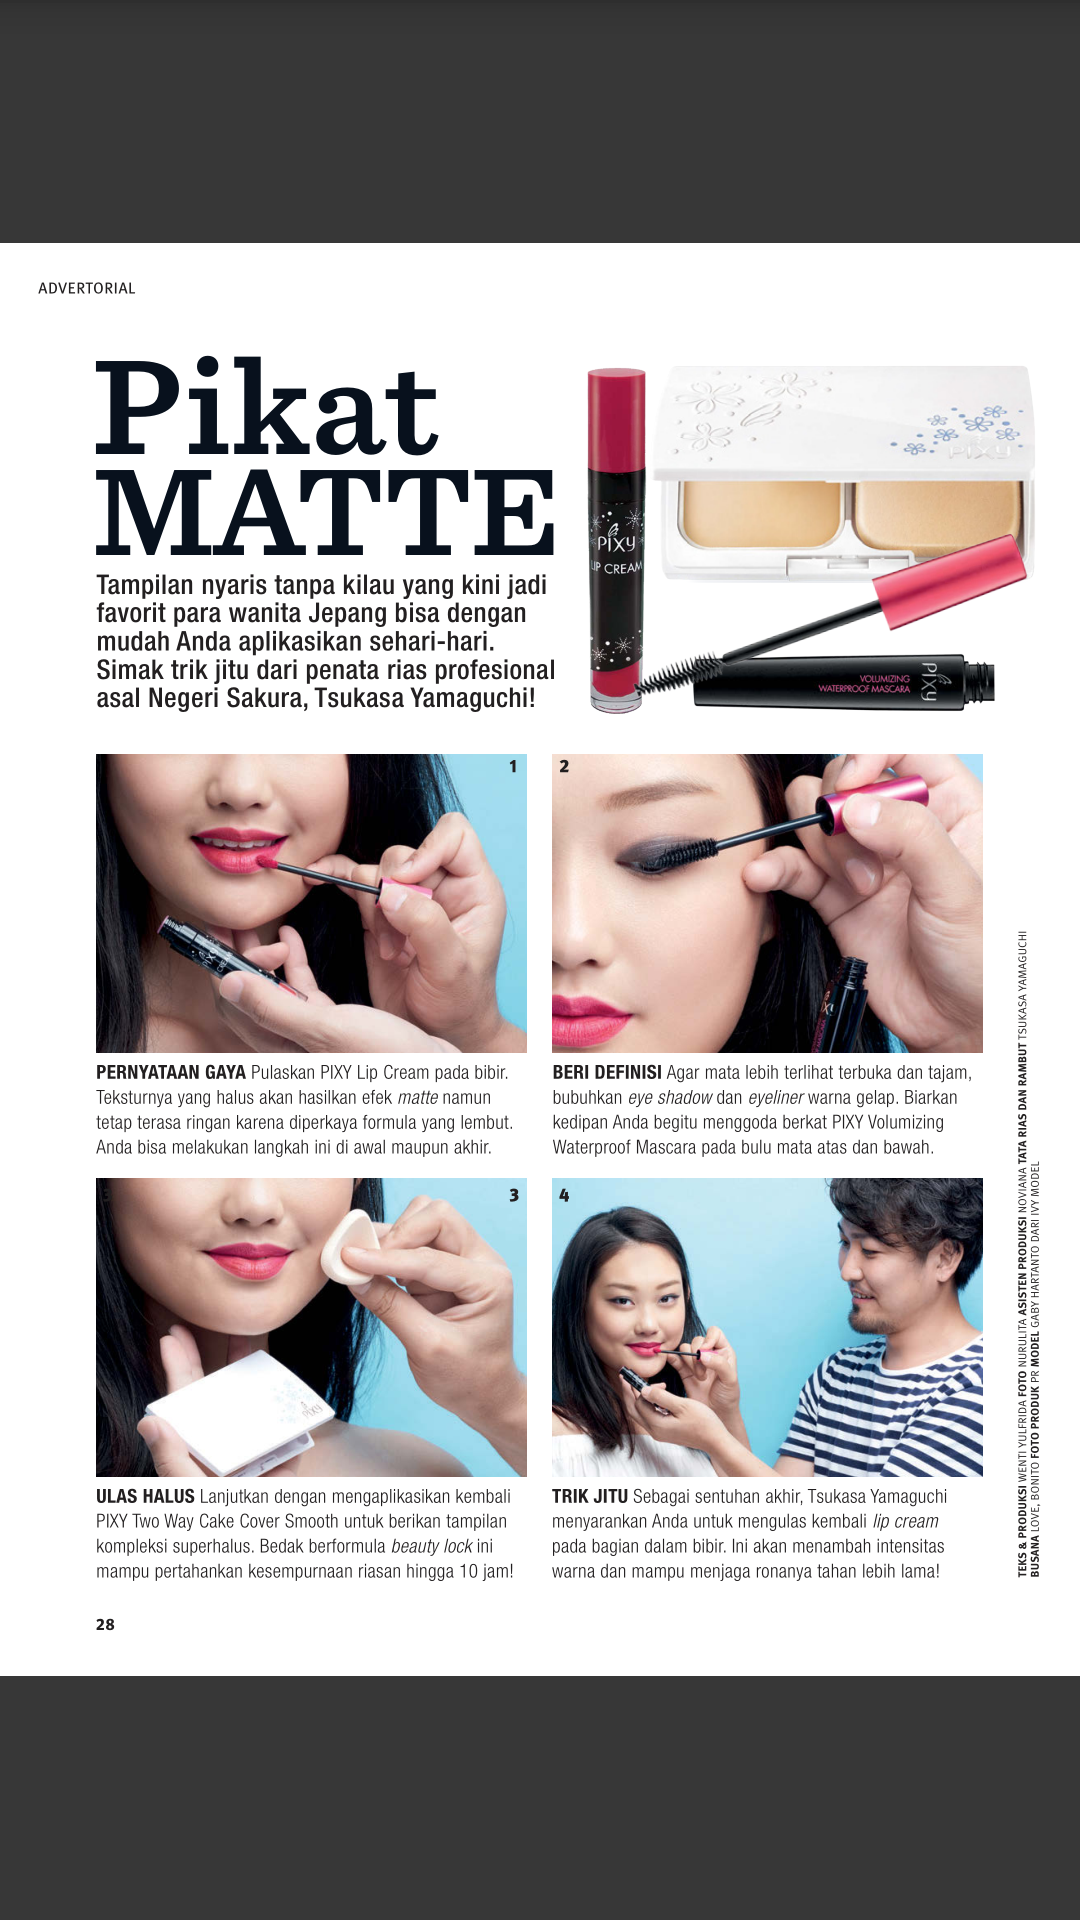 ADVERTORIAL
Pikat
MATTE
Tampilan nyaris tanpa kilau yang kini jadi
favorit para wanita Jepang bisa dengan
mudah Anda aplikasikan sehari-hari.
Simak trik jitu dari penata rias profesional
asal Negeri Sakura, Tsukasa Yamaguchi!
PIXY
LIP CREAM
PIXY
VOLUMIZING
WATERPROOF MASCARA
PIXY
1
PERNYATAAN GAYA Pulaskan PIXY Lip Cream pada bibir.
Teksturnya yang halus akan hasilkan efek matte namun
tetap terasa ringan karena diperkaya formula yang lembut.
Anda bisa melakukan langkah ini di awal maupun akhir.
2
BERI DEFINISI Agar mata lebih terlihat terbuka dan tajam,
bubuhkan eye shadow dan eyeliner warna gelap. Biarkan
kedipan Anda begitu menggoda berkat PIXY Volumizing
Waterproof Mascara pada bulu mata atas dan bawah.
3
PIXY
ULAS HALUS Lanjutkan dengan mengaplikasikan kembali
PIXY Two Way Cake Cover Smooth untuk berikan tampilan
kompleksi superhalus. Bedak berformula beauty lock ini
mampu pertahankan kesempurnaan riasan hingga 10 jam!
4
TRIK JITU Sebagai sentuhan akhir, Tsukasa Yamaguchi
menyarankan Anda untuk mengulas kembali lip cream
pada bagian dalam bibir. Ini akan menambah intensitas
warna dan mampu menjaga ronanya tahan lebih lama!
TEKS & PRODUKSI WENTI YULFRIDA FOTO NURULITA ASISTEN PRODUKSI NOVIANA TATA RIAS DAN RAMBUT TSUKASA YAMAGUCHI
BUSANA LOVE, BONITO FOTO PRODUK PR MODEL GABY HARTANTO DARI IVY MODEL
28